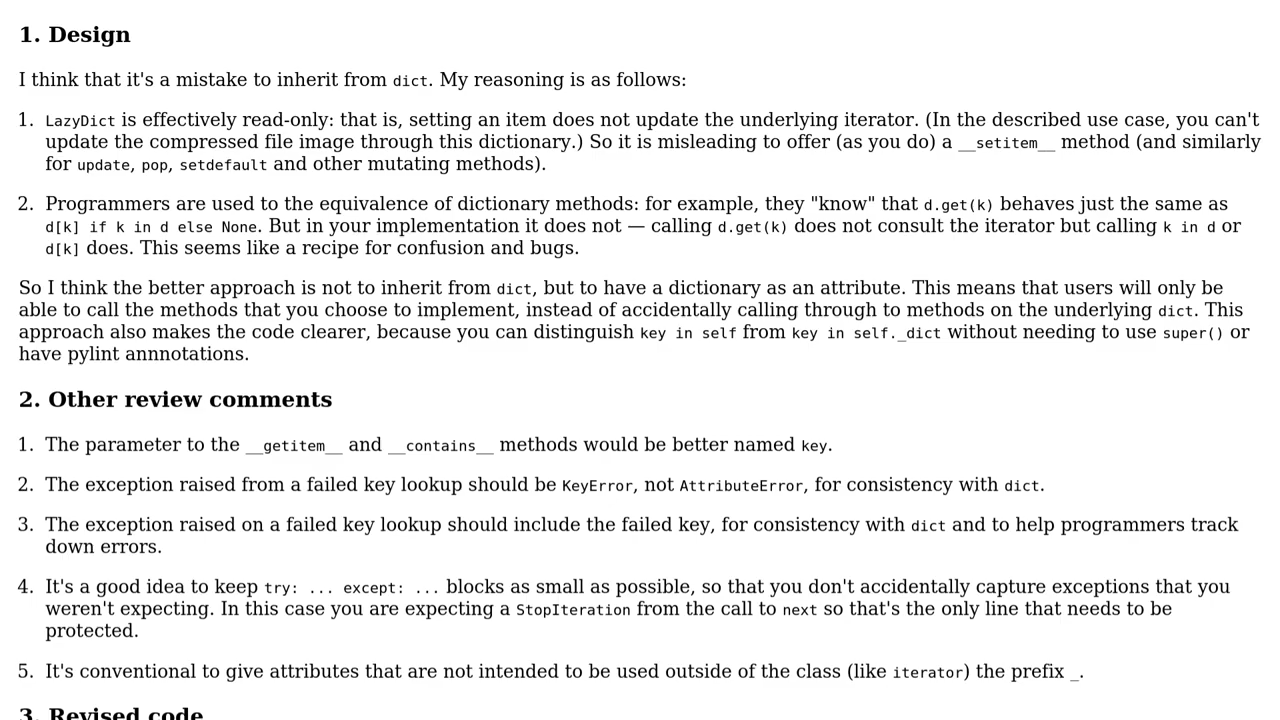 1. Design
I think that it's a mistake to inherit from dict. My reasoning is as follows:
1. LazyDict is effectively read-only: that is, setting an item does not update the underlying iterator. (In the described use case, you can't
update the compressed file image through this dictionary.) So it is misleading to offer (as you do) a __setitem__ method (and similarly
for update, pop, setdefault and other mutating methods).
2. Programmers are used to the equivalence of dictionary methods: for example, they "know" that d.get(k) behaves just the same as
d[k] if k in d else None. But in your implementation it does not — calling d.get(k) does not consult the iterator but calling k in d or
d[k] does. This seems like a recipe for confusion and bugs.
So I think the better approach is not to inherit from dict, but to have a dictionary as an attribute. This means that users will only be
able to call the methods that you choose to implement, instead of accidentally calling through to methods on the underlying dict. This
approach also makes the code clearer, because you can distinguish key in self from key in self._dict without needing to use super() or
have pylint annnotations.
2. Other review comments
1. The parameter to the __getitem__ and __contains__ methods would be better named key.
2. The exception raised from a failed key lookup should be KeyError, not AttributeError, for consistency with dict.
3. The exception raised on a failed key lookup should include the failed key, for consistency with dict and to help programmers track
down errors.
4. It's a good idea to keep try: ... except: ... blocks as small as possible, so that you don't accidentally capture exceptions that you
weren't expecting. In this case you are expecting a StopIteration from the call to next so that's the only line that needs to be
protected.
5. It's conventional to give attributes that are not intended to be used outside of the class (like iterator) the prefix _.
3. Revised code